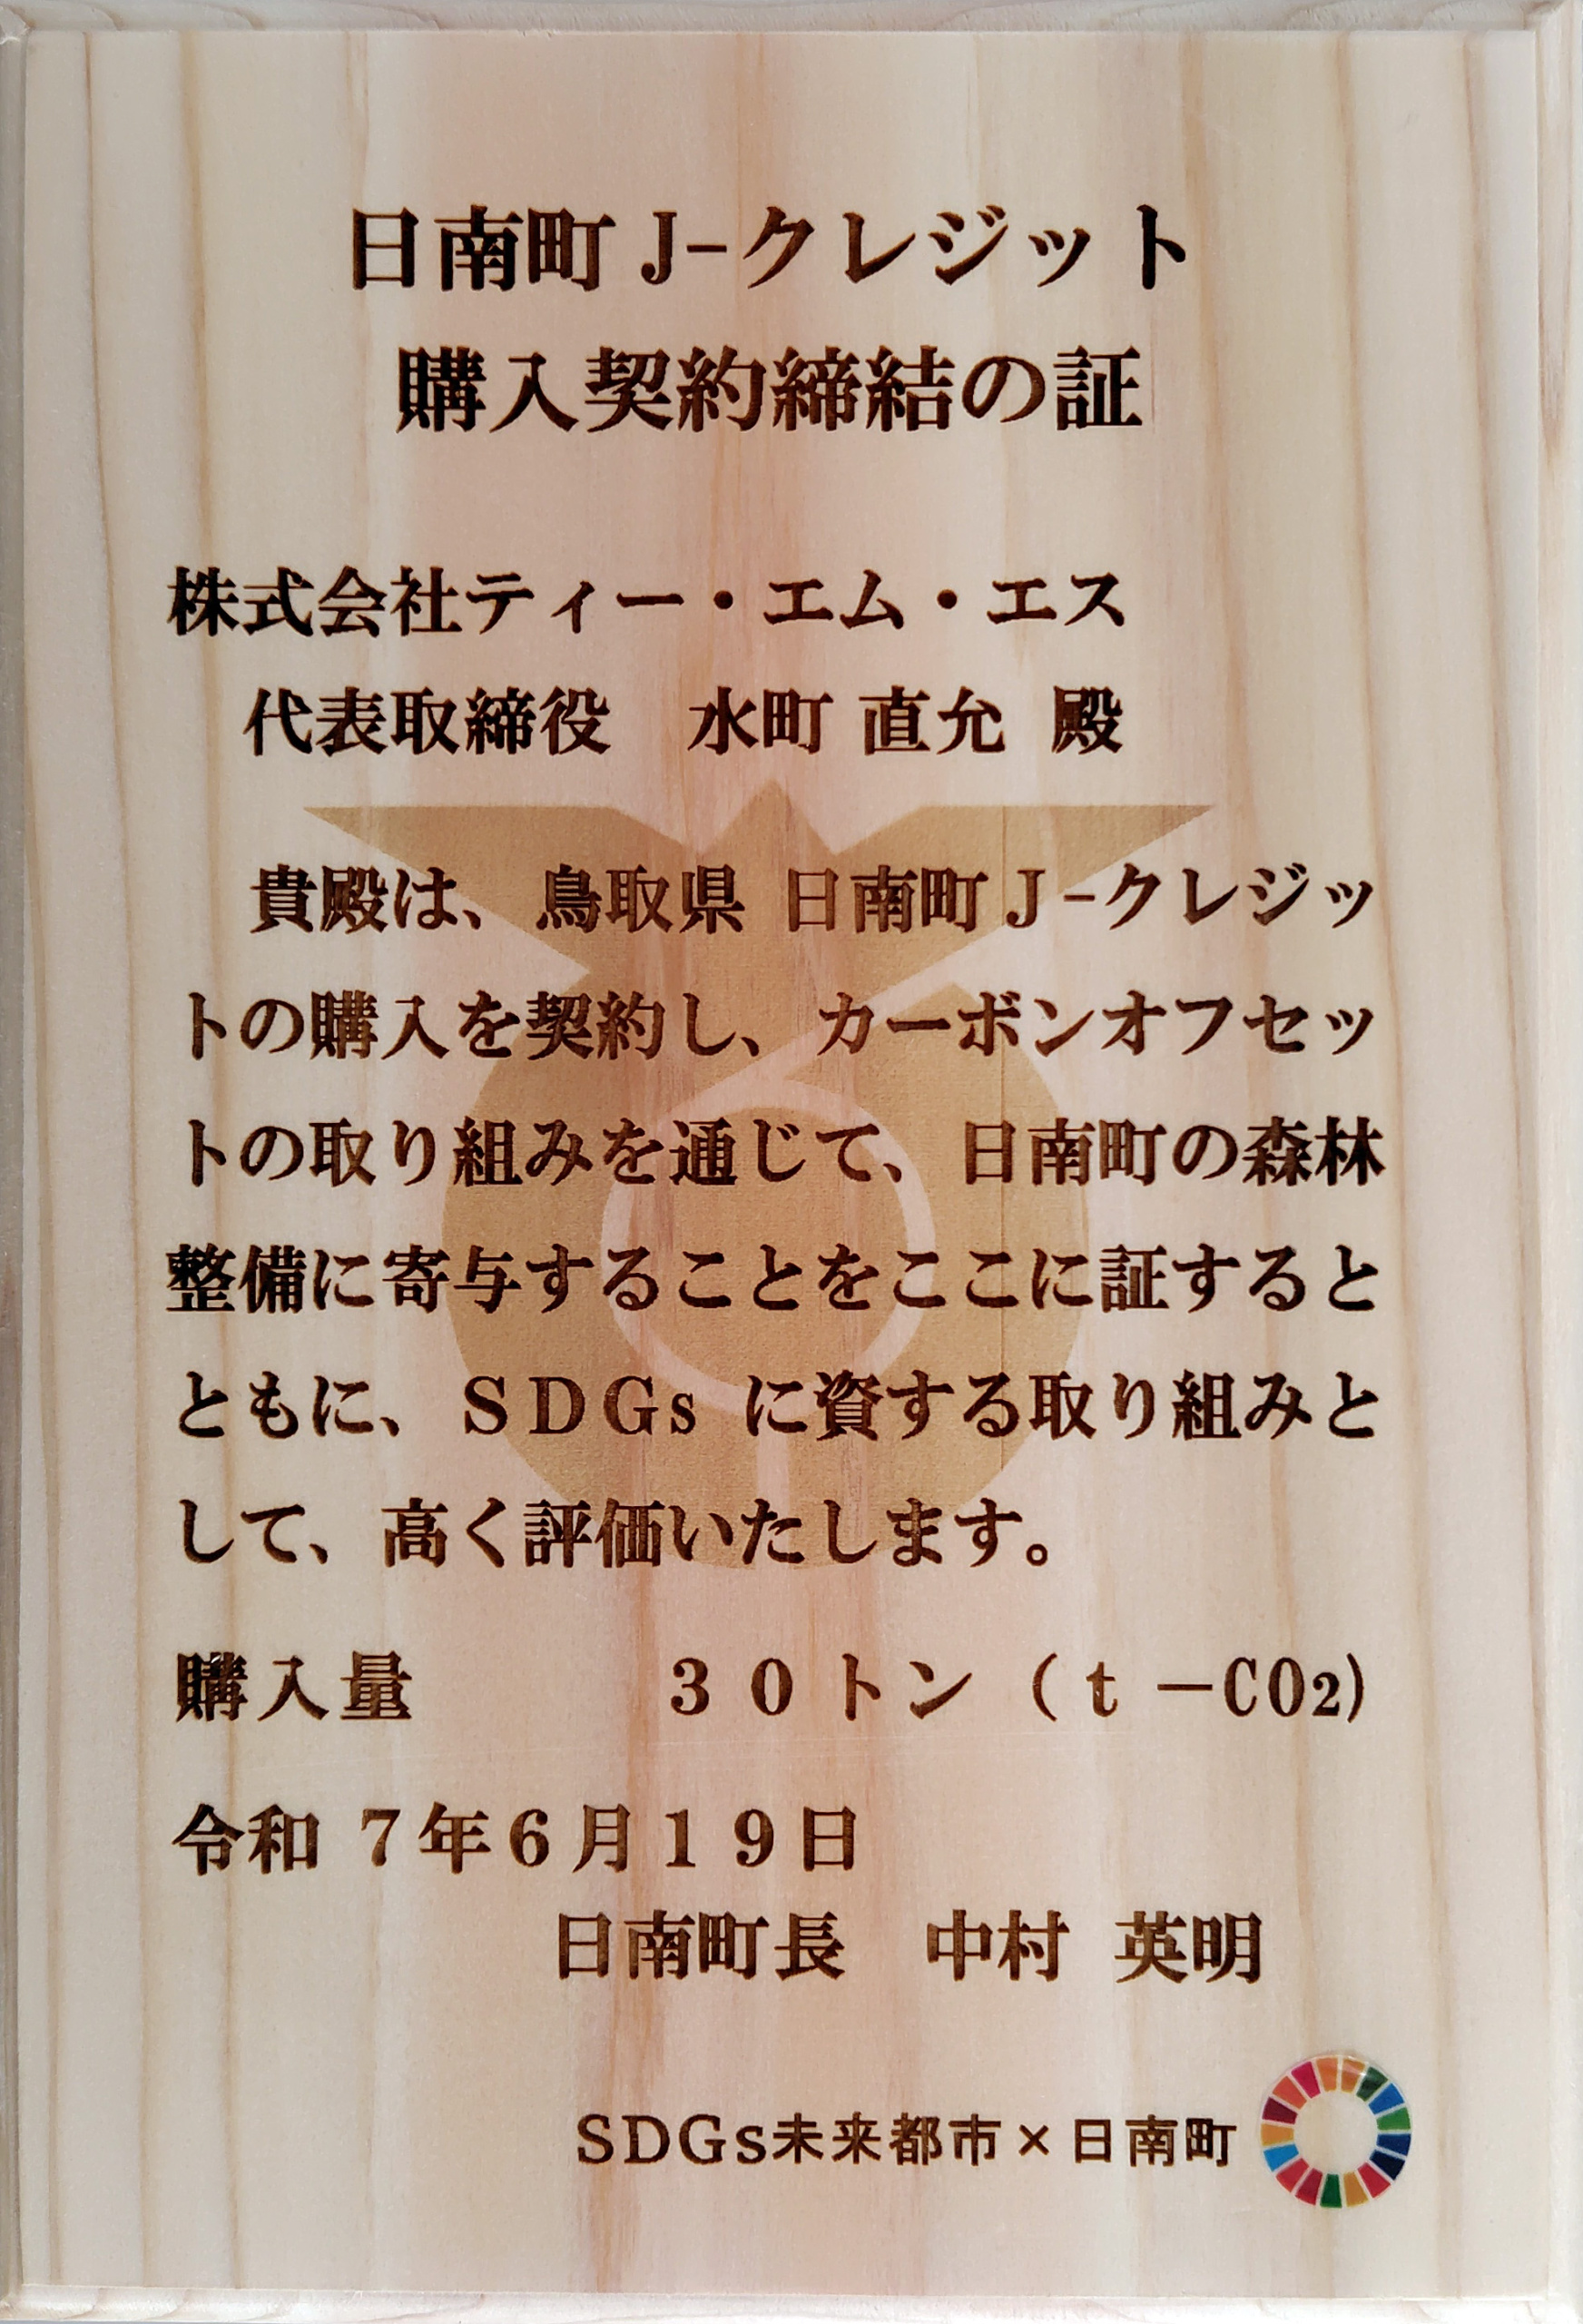 日南町 J-クレジット
購入契約締結の証
株式会社ティー・エム・エス
代表取締役　水町 直允 殿
貴殿は、鳥取県 日南町 J-クレジッ
トの購入を契約し、カーボンオフセッ
トの取り組みを通じて、日南町の森林
整備に寄与することをここに証すると
ともに、SDGs に資する取り組みと
して、高く評価いたします。
購入量　　　３０トン（ｔ－CO2)
令和 ７年６月１９日
日南町長　中村 英明
SDGs未来都市×日南町